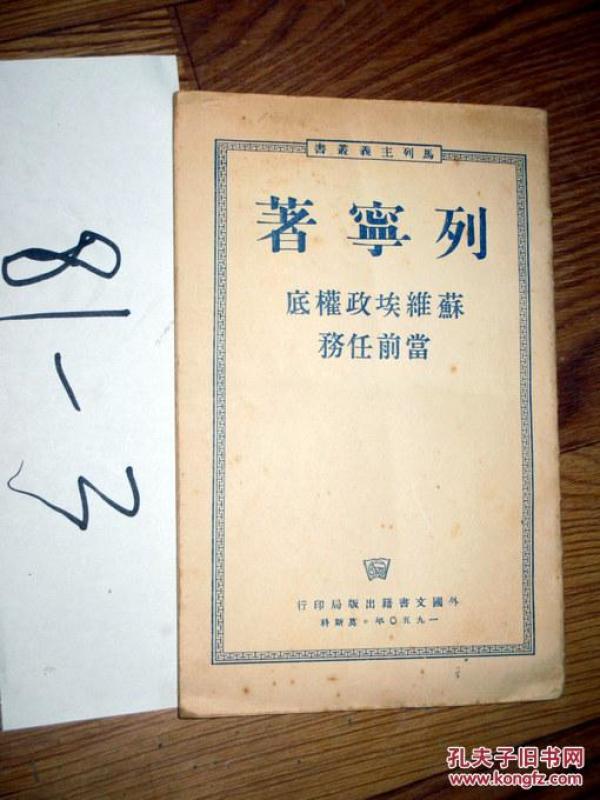 馬列主義叢書
列寧著
蘇維埃政權底
當前任務
外國文書籍出版局印行
一九五〇年·莫斯科
81-3
孔夫子旧书网
www.kongfz.com